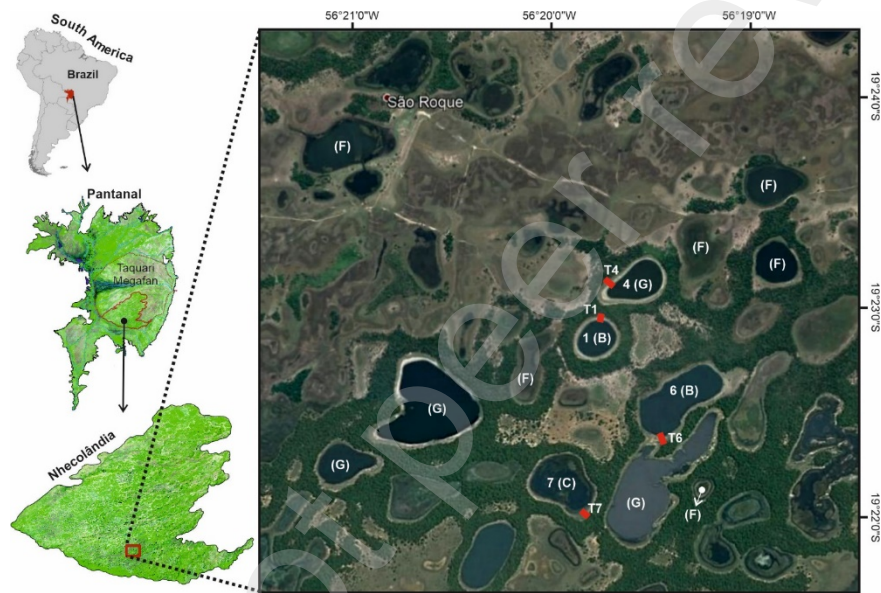 South America
Brazil
Pantanal
Taquari
Megafan
Nhecolândia
56°21'0"W
56°20'0"W
56°19'0"W
19°24'0"S
19°23'0"S
19°22'0"S
São Roque
(F)
(F)
(F)
(F)
T4
4 (G)
T1
1 (B)
(F)
6 (B)
(G)
T6
(G)
7 (C)
(G)
(F)
T7